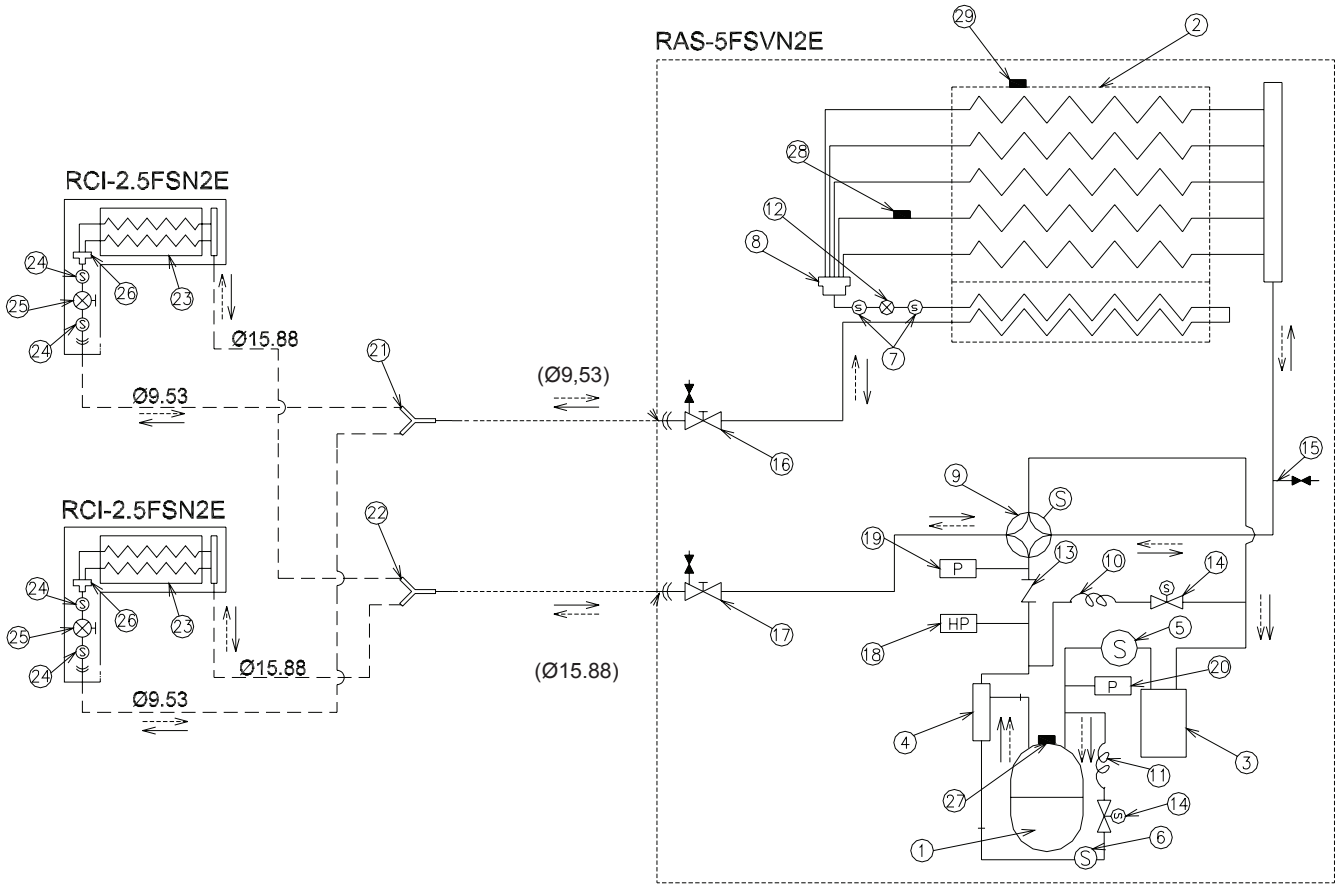 RAS-5FSVN2E
29
2
28
12
8
7
RCI-2.5FSN2E
24
S
25
S
24
26
23
Ø15.88
Ø9.53
21
(Ø9,53)
S
S
16
15
RCI-2.5FSN2E
24
S
25
S
24
26
23
Ø15.88
Ø9.53
22
(Ø15.88)
17
9
S
19
P
13
10
14
S
HP
18
5
S
P
20
4
3
11
27
14
S
1
6
S